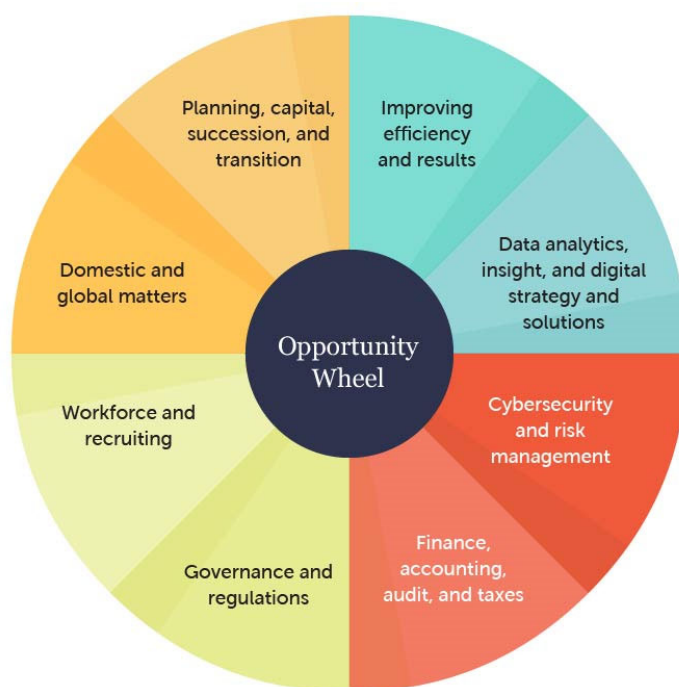 Planning, capital,
succession, and
transition
Improving
efficiency
and results
Data analytics,
insight, and digital
strategy and
solutions
Cybersecurity
and risk
management
Finance,
accounting,
audit, and taxes
Governance and
regulations
Workforce and
recruiting
Domestic and
global matters
Opportunity
Wheel